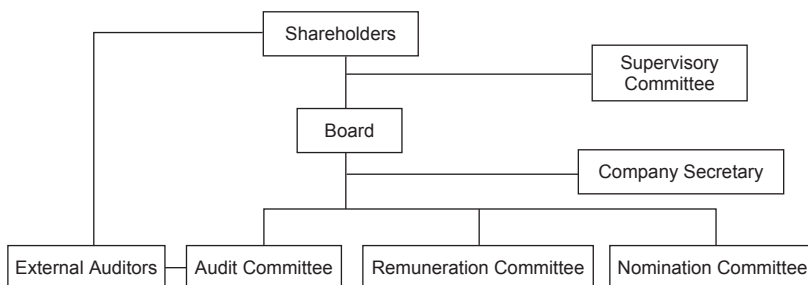 Shareholders
Supervisory
Committee
Board
Company Secretary
External Auditors
Audit Committee
Remuneration Committee
Nomination Committee